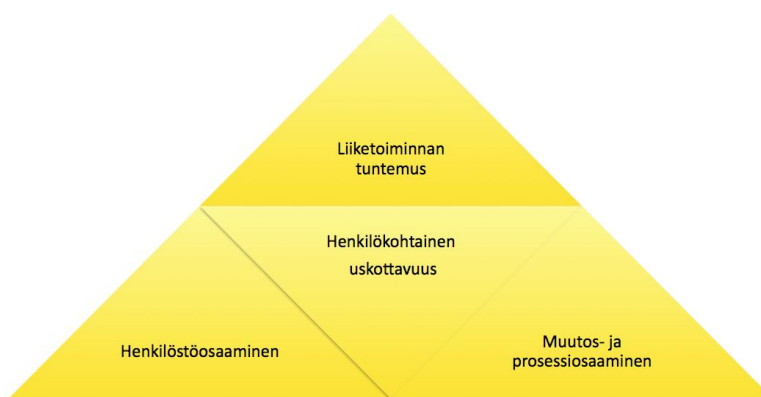 Liiketoiminnan
tuntemus
Henkilökohtainen
uskottavuus
Henkilöstöosaaminen
Muutos- ja
prosessiosaaminen